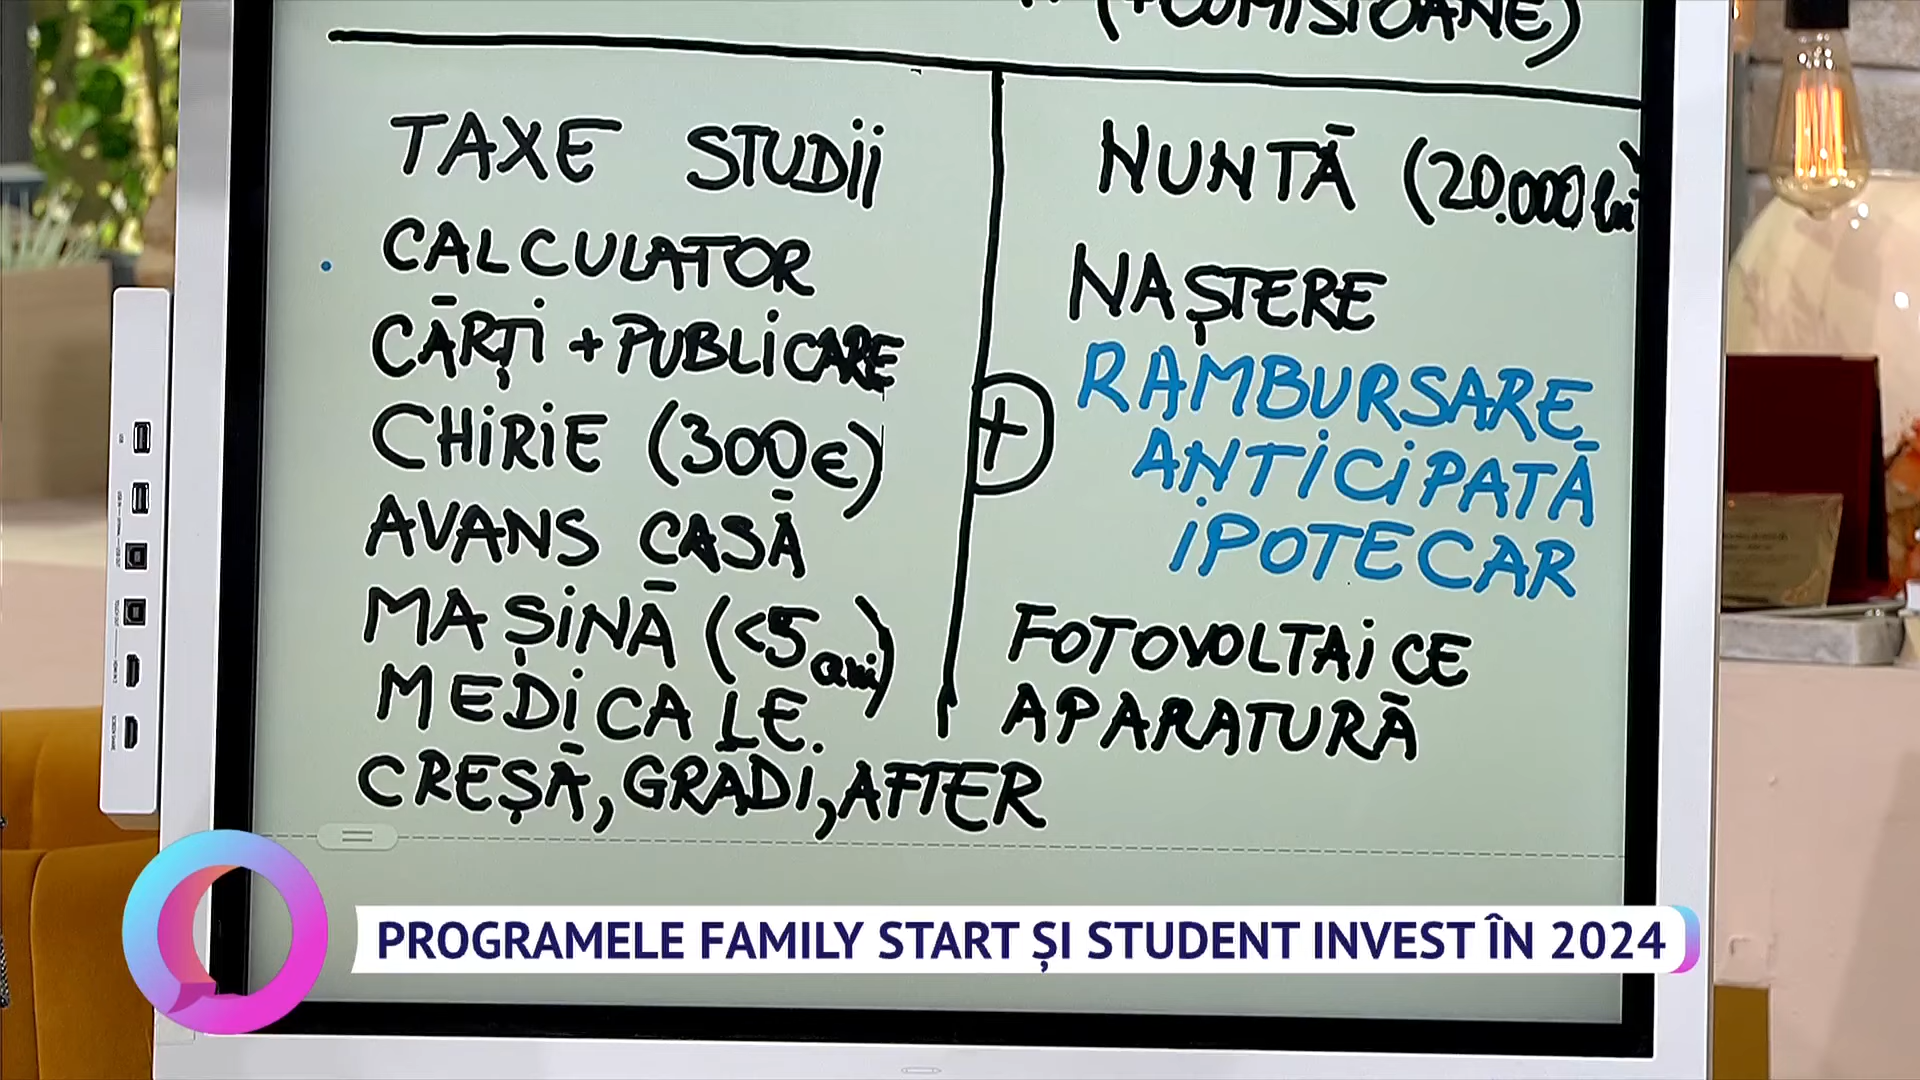 (+COMISIOANE)
TAXE STUDII
CALCULATOR
CĂRȚI + PUBLICARE
CHIRIE (300€)
AVANS CASĂ
MAȘINĂ (<5 ani)
MEDICALE.
CREȘĂ, GRĂDI, AFTER
+
NUNTĂ (20.000 lei)
NAȘTERE
RAMBURSARE
ANTICIPATĂ
IPOTECAR
FOTOVOLTAICE
APARATURĂ
PROGRAMELE FAMILY START ȘI STUDENT INVEST ÎN 2024